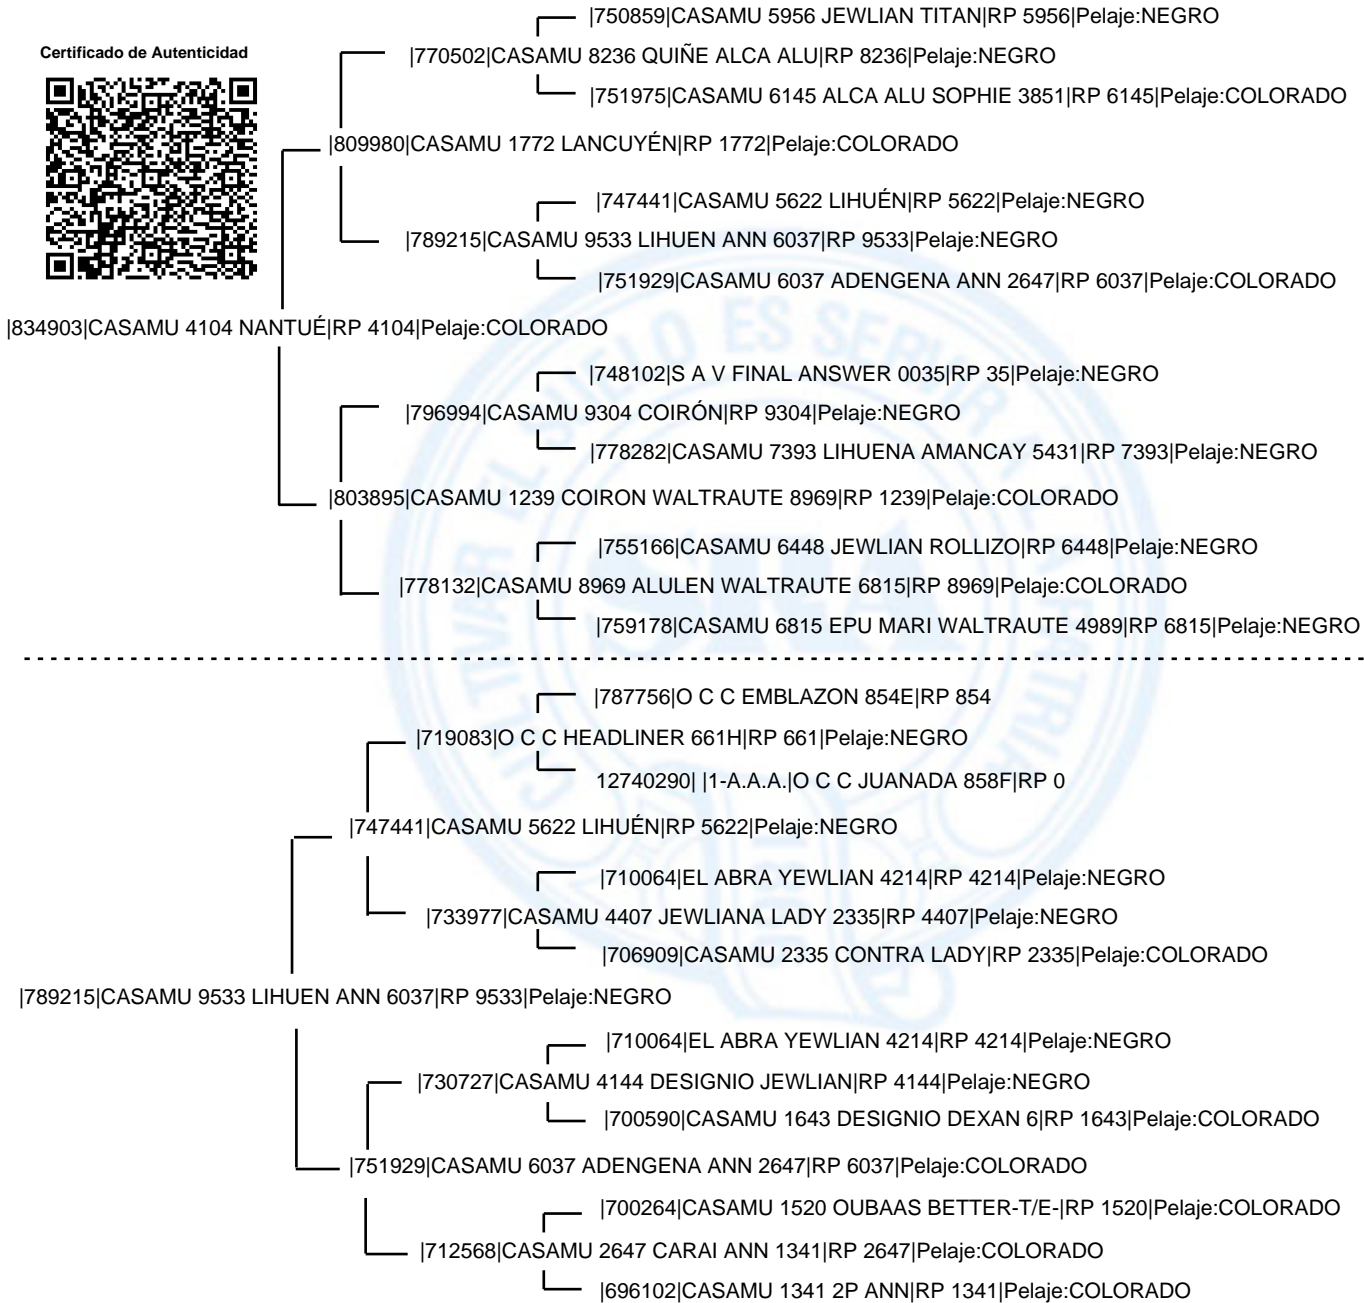 |750859|CASAMU 5956 JEWLIAN TITAN|RP 5956|Pelaje:NEGRO
Certificado de Autenticidad
|770502|CASAMU 8236 QUIÑE ALCA ALU|RP 8236|Pelaje:NEGRO
|751975|CASAMU 6145 ALCA ALU SOPHIE 3851|RP 6145|Pelaje:COLORADO
|809980|CASAMU 1772 LANCUYÉN|RP 1772|Pelaje:COLORADO
|747441|CASAMU 5622 LIHUÉN|RP 5622|Pelaje:NEGRO
|789215|CASAMU 9533 LIHUEN ANN 6037|RP 9533|Pelaje:NEGRO
|751929|CASAMU 6037 ADENGENA ANN 2647|RP 6037|Pelaje:COLORADO
|834903|CASAMU 4104 NANTUÉ|RP 4104|Pelaje:COLORADO
|748102|S A V FINAL ANSWER 0035|RP 35|Pelaje:NEGRO
|796994|CASAMU 9304 COIRÓN|RP 9304|Pelaje:NEGRO
|778282|CASAMU 7393 LIHUENA AMANCAY 5431|RP 7393|Pelaje:NEGRO
|803895|CASAMU 1239 COIRON WALTRAUTE 8969|RP 1239|Pelaje:COLORADO
|755166|CASAMU 6448 JEWLIAN ROLLIZO|RP 6448|Pelaje:NEGRO
|778132|CASAMU 8969 ALULEN WALTRAUTE 6815|RP 8969|Pelaje:COLORADO
|759178|CASAMU 6815 EPU MARI WALTRAUTE 4989|RP 6815|Pelaje:NEGRO
|787756|O C C EMBLAZON 854E|RP 854
|719083|O C C HEADLINER 661H|RP 661|Pelaje:NEGRO
12740290| |1-A.A.A.|O C C JUANADA 858F|RP 0
|747441|CASAMU 5622 LIHUÉN|RP 5622|Pelaje:NEGRO
|710064|EL ABRA YEWLIAN 4214|RP 4214|Pelaje:NEGRO
|733977|CASAMU 4407 JEWLIANA LADY 2335|RP 4407|Pelaje:NEGRO
|706909|CASAMU 2335 CONTRA LADY|RP 2335|Pelaje:COLORADO
|789215|CASAMU 9533 LIHUEN ANN 6037|RP 9533|Pelaje:NEGRO
|710064|EL ABRA YEWLIAN 4214|RP 4214|Pelaje:NEGRO
|730727|CASAMU 4144 DESIGNIO JEWLIAN|RP 4144|Pelaje:NEGRO
|700590|CASAMU 1643 DESIGNIO DEXAN 6|RP 1643|Pelaje:COLORADO
|751929|CASAMU 6037 ADENGENA ANN 2647|RP 6037|Pelaje:COLORADO
|700264|CASAMU 1520 OUBAAS BETTER-T/E-|RP 1520|Pelaje:COLORADO
|712568|CASAMU 2647 CARAI ANN 1341|RP 2647|Pelaje:COLORADO
|696102|CASAMU 1341 2P ANN|RP 1341|Pelaje:COLORADO
CULTIVAR EL SUELO ES SERVIR A LA PATRIA
SRA
1866